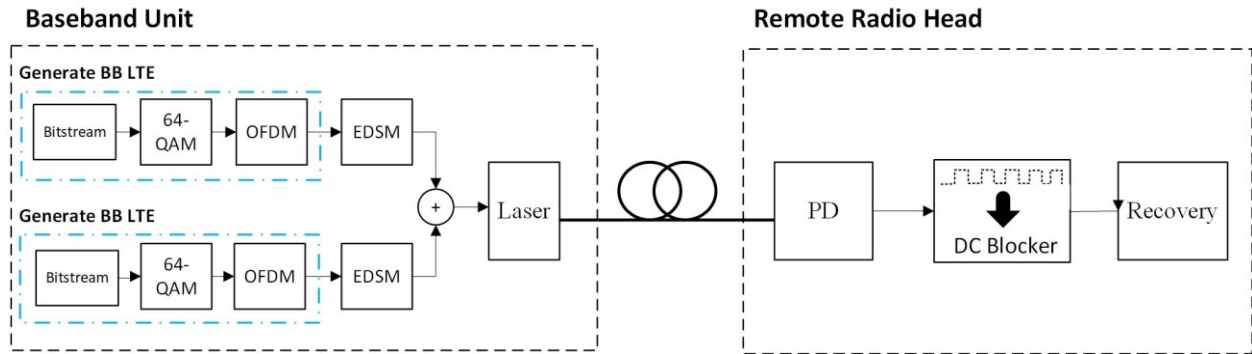 Baseband Unit
Remote Radio Head
Generate BB LTE
Bitstream
64-
QAM
OFDM
EDSM
Generate BB LTE
Bitstream
64-
QAM
OFDM
EDSM
+
Laser
PD
DC Blocker
Recovery